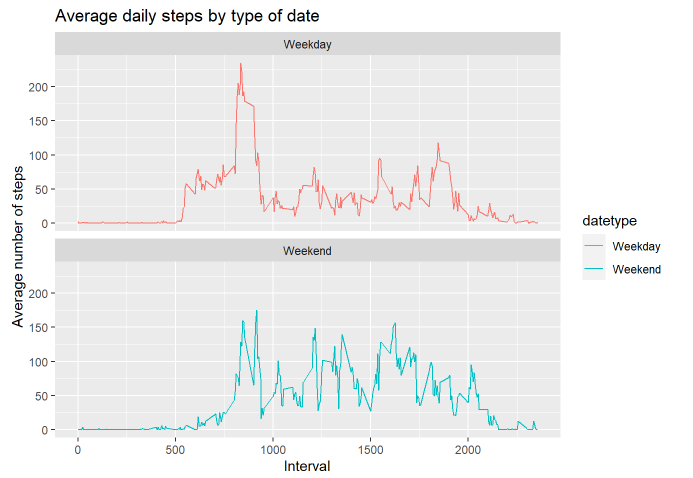 Average daily steps by type of date
Weekday
200
150
100
50
0
Weekend
200
150
100
50
0
Average number of steps
0 500 1000 1500 2000
Interval
datetype
Weekday
Weekend